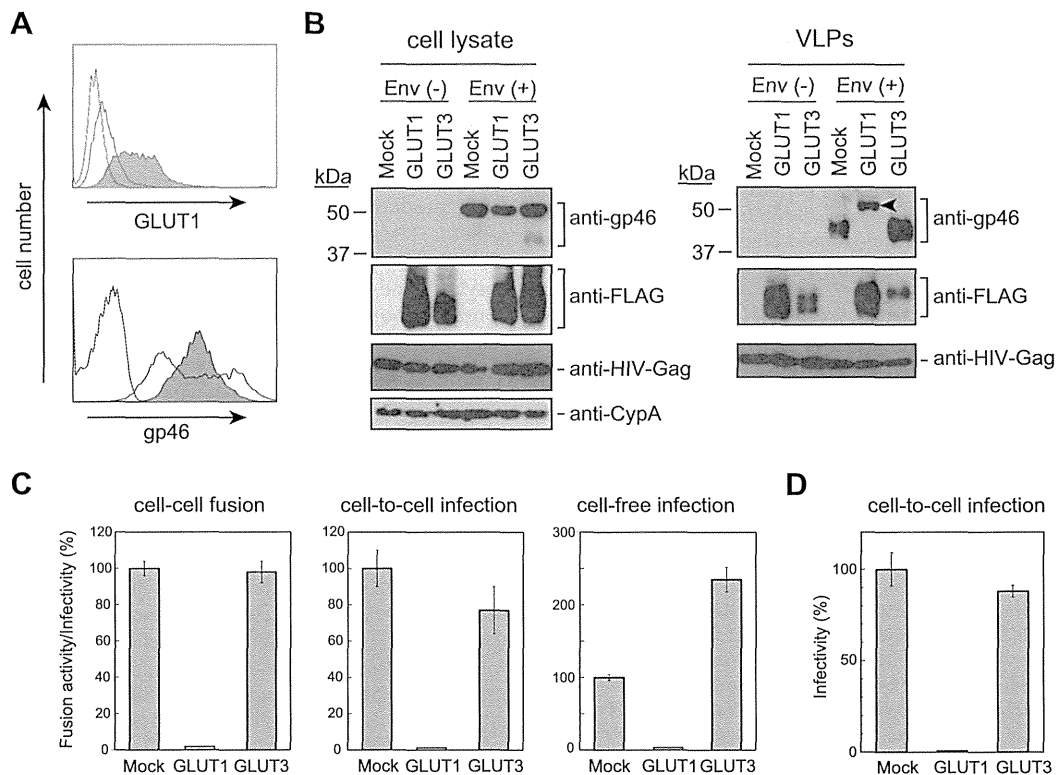 A
cell number
GLUT1
gp46
B
cell lysate
Env (-) Env (+)
Mock GLUT1 GLUT3 Mock GLUT1 GLUT3
kDa
50
37
anti-gp46
anti-FLAG
anti-HIV-Gag
anti-CypA
VLPs
Env (-) Env (+)
Mock GLUT1 GLUT3 Mock GLUT1 GLUT3
kDa
50
37
anti-gp46
anti-FLAG
anti-HIV-Gag
C
cell-cell fusion
Fusion activity/Infectivity (%)
120
100
80
60
40
20
0
Mock GLUT1 GLUT3
cell-to-cell infection
120
100
80
60
40
20
0
Mock GLUT1 GLUT3
cell-free infection
300
200
100
0
Mock GLUT1 GLUT3
D
cell-to-cell infection
Infectivity (%)
100
50
0
Mock GLUT1 GLUT3